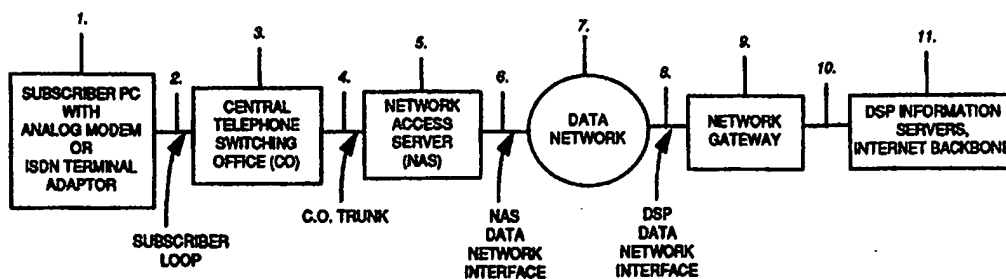 1.
2.
3.
4.
5.
6.
7.
8.
9.
10.
11.
SUBSCRIBER PC
WITH
ANALOG MODEM
OR
ISDN TERMINAL
ADAPTOR
CENTRAL
TELEPHONE
SWITCHING
OFFICE (CO)
NETWORK
ACCESS
SERVER
(NAS)
DATA
NETWORK
NETWORK
GATEWAY
DSP INFORMATION
SERVERS,
INTERNET BACKBONE
SUBSCRIBER
LOOP
C.O. TRUNK
NAS
DATA
NETWORK
INTERFACE
DSP
DATA
NETWORK
INTERFACE